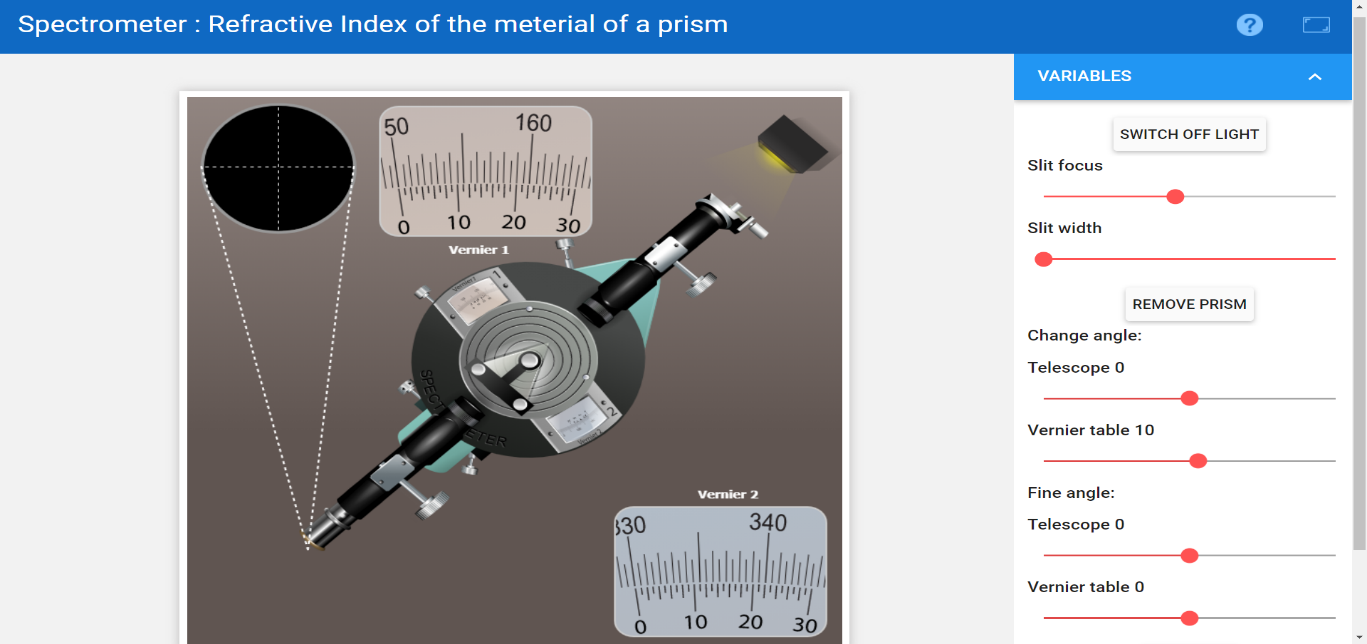 Spectrometer : Refractive Index of the meterial of a prism
?
VARIABLES
SWITCH OFF LIGHT
Slit focus
Slit width
REMOVE PRISM
Change angle:
Telescope 0
Vernier table 10
Fine angle:
Telescope 0
Vernier table 0
50 160
0 10 20 30
Vernier 1
1
2
Vernier 2
330 340
0 10 20 30